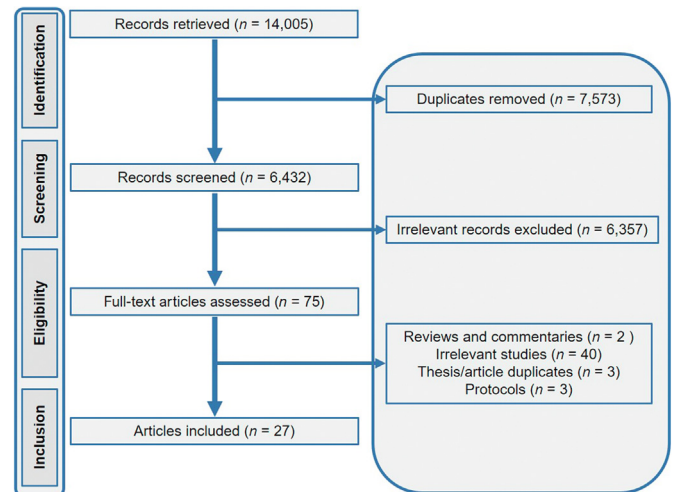 Identification
Records retrieved (n = 14,005)
Duplicates removed (n = 7,573)
Screening
Records screened (n = 6,432)
Irrelevant records excluded (n = 6,357)
Eligibility
Full-text articles assessed (n = 75)
Reviews and commentaries (n = 2 )
Irrelevant studies (n = 40)
Thesis/article duplicates (n = 3)
Protocols (n = 3)
Inclusion
Articles included (n = 27)